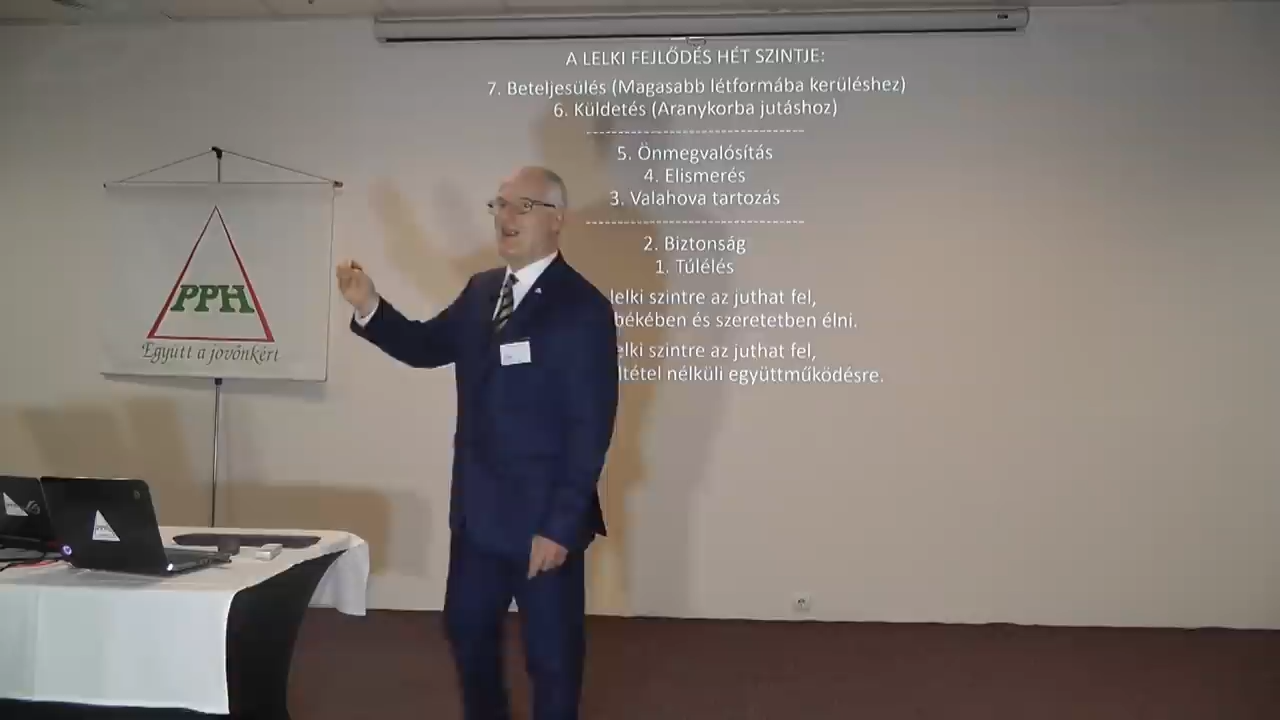 A LELKI FEJLŐDÉS HÉT SZINTJE:
7. Beteljesülés (Magasabb létformába kerüléshez)
6. Küldetés (Aranykorba jutáshoz)
------------------------------
5. Önmegvalósítás
4. Elismerés
3. Valahova tartozás
------------------------------
2. Biztonság
1. Túlélés
lelki szintre az juthat fel,
békében és szeretetben élni.
szintre az juthat fel,
nélküli együttműködésre.
PPH
Együtt a jövőnkért